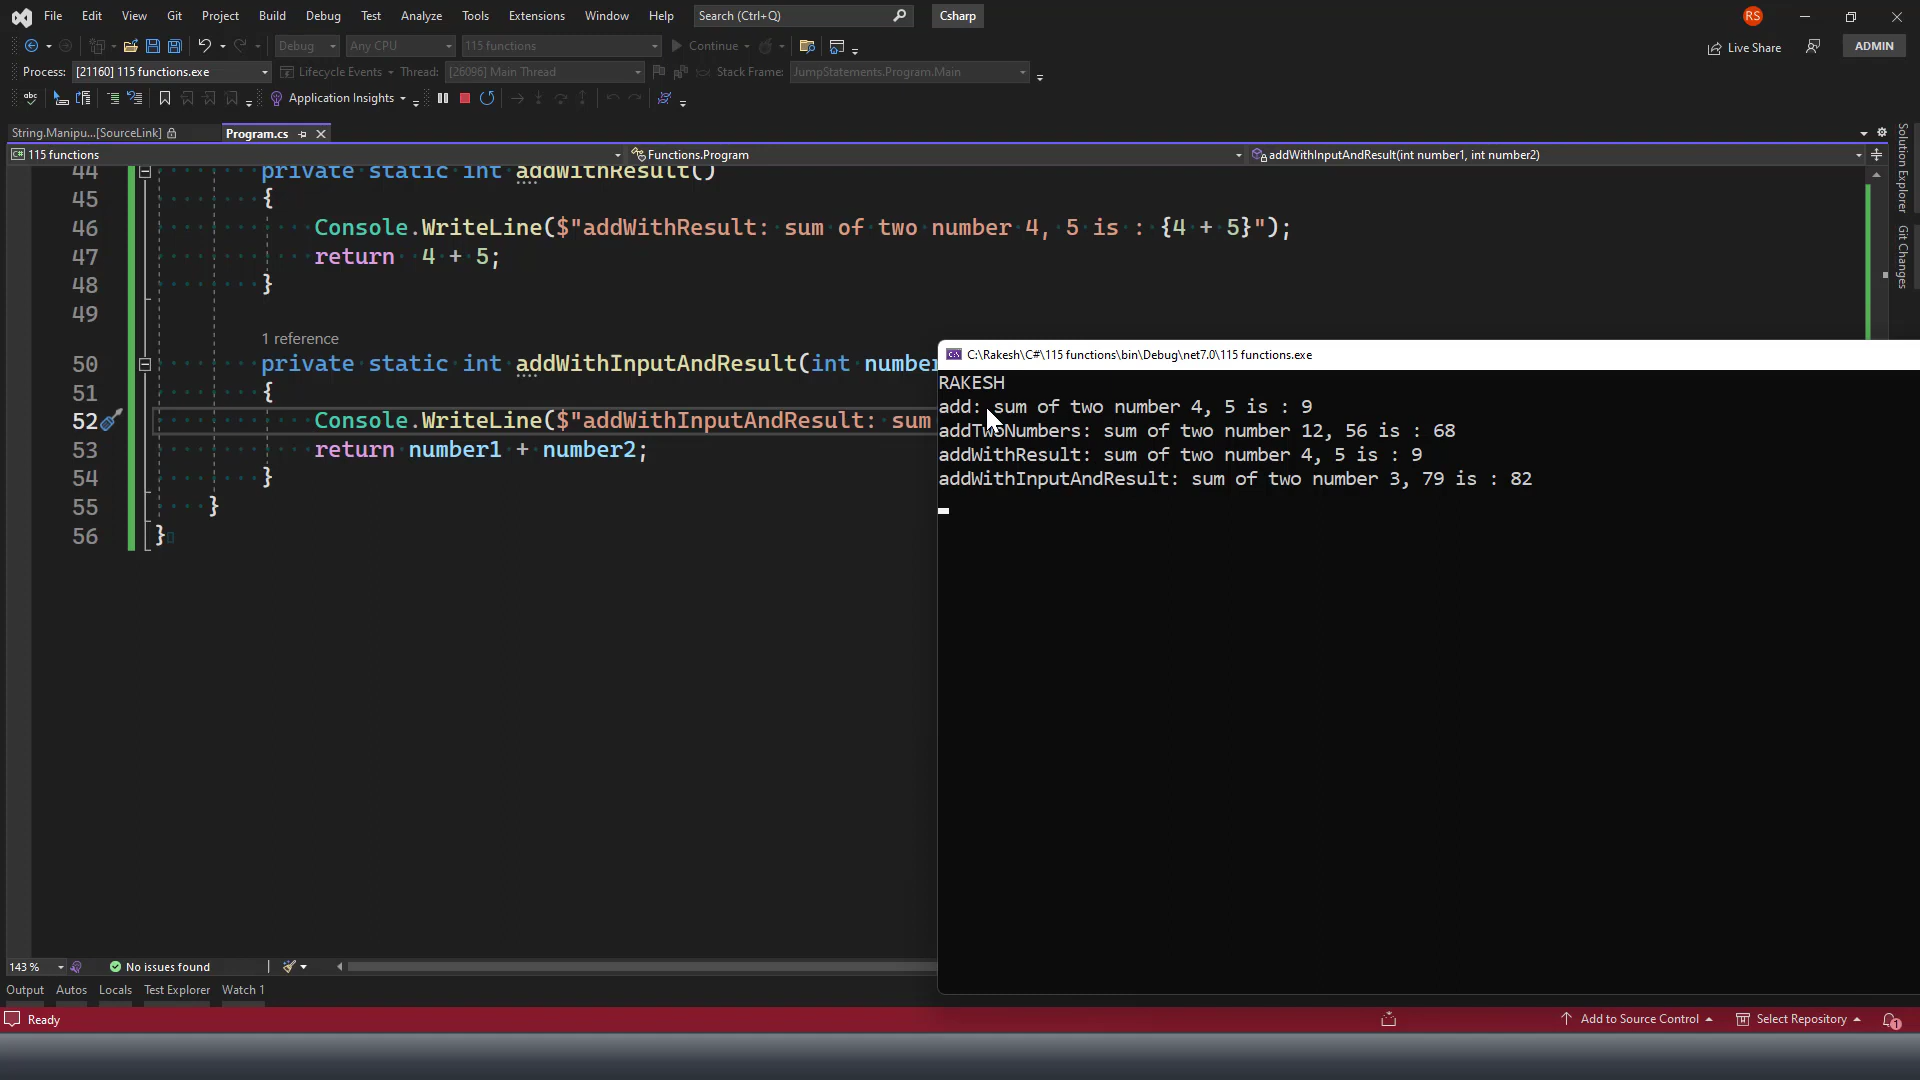 File Edit View Git Project Build Debug Test Analyze Tools Extensions Window Help Search (Ctrl+Q) Csharp RS
Debug Any CPU 115 functions Continue Live Share ADMIN
Process: [21160] 115 functions.exe Lifecycle Events Thread: [26096] Main Thread Stack Frame: JumpStatements.Program.Main
abc Application Insights
String.Manipu...[SourceLink] Program.cs
C# 115 functions Functions.Program addWithInputAndResult(int number1, int number2)
Solution Explorer
Git Changes
44 private static int addWithResult()
45 {
46 Console.WriteLine($"addWithResult: sum of two number 4, 5 is : {4 + 5}");
47 return 4 + 5;
48 }
49
1 reference
50 private static int addWithInputAndResult(int number
51 {
52 Console.WriteLine($"addWithInputAndResult: sum
53 return number1 + number2;
54 }
55 }
56 }
C:\Rakesh\C#\115 functions\bin\Debug\net7.0\115 functions.exe
RAKESH
add: sum of two number 4, 5 is : 9
addTwoNumbers: sum of two number 12, 56 is : 68
addWithResult: sum of two number 4, 5 is : 9
addWithInputAndResult: sum of two number 3, 79 is : 82
143 % No issues found
Output Autos Locals Test Explorer Watch 1
Ready Add to Source Control Select Repository 1